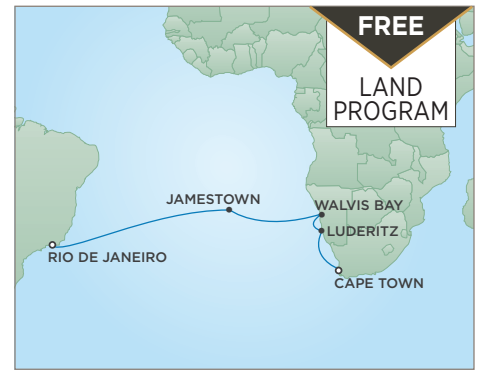 FREE
LAND
PROGRAM
JAMESTOWN
WALVIS BAY
LUDERITZ
RIO DE JANEIRO
CAPE TOWN